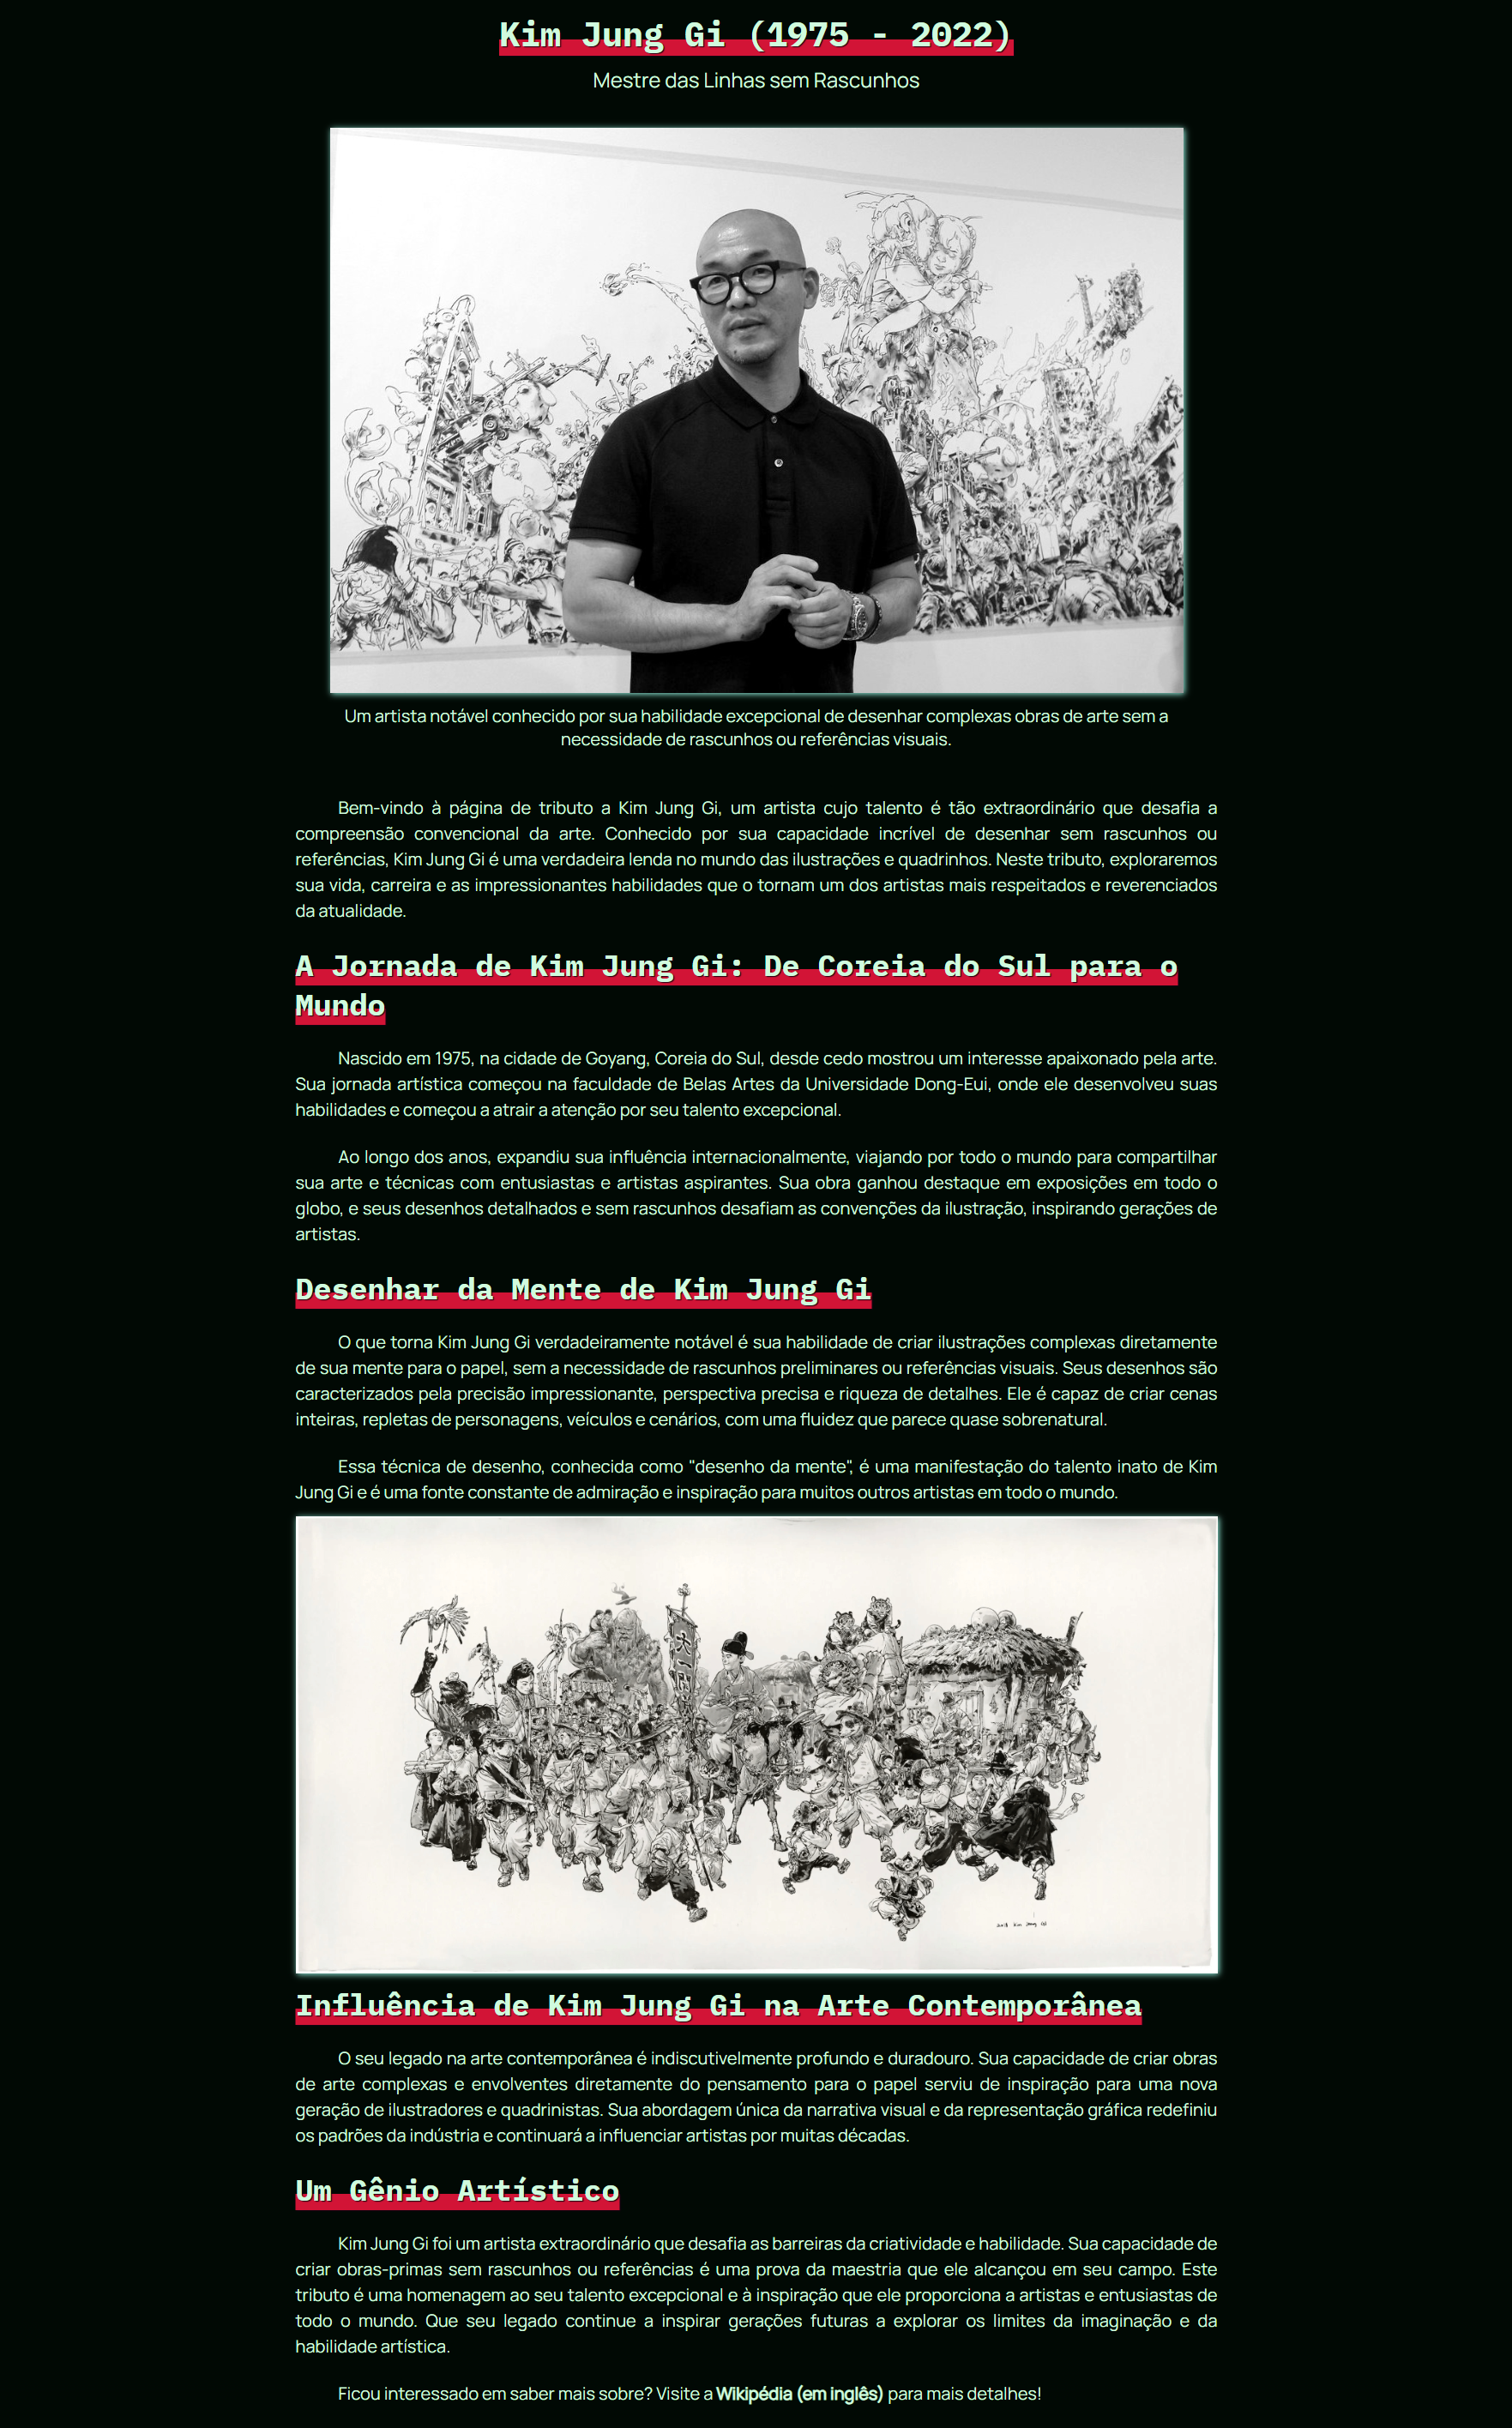 Kim Jung Gi (1975 - 2022)
Mestre das Linhas sem Rascunhos
Um artista notável conhecido por sua habilidade excepcional de desenhar complexas obras de arte sem a
necessidade de rascunhos ou referências visuais.
Bem-vindo à página de tributo a Kim Jung Gi, um artista cujo talento é tão extraordinário que desafia a
compreensão convencional da arte. Conhecido por sua capacidade incrível de desenhar sem rascunhos ou
referências, Kim Jung Gi é uma verdadeira lenda no mundo das ilustrações e quadrinhos. Neste tributo, exploraremos
sua vida, carreira e as impressionantes habilidades que o tornam um dos artistas mais respeitados e reverenciados
da atualidade.
A Jornada de Kim Jung Gi: De Coreia do Sul para o
Mundo
Nascido em 1975, na cidade de Goyang, Coreia do Sul, desde cedo mostrou um interesse apaixonado pela arte.
Sua jornada artística começou na faculdade de Belas Artes da Universidade Dong-Eui, onde ele desenvolveu suas
habilidades e começou a atrair a atenção por seu talento excepcional.
Ao longo dos anos, expandiu sua influência internacionalmente, viajando por todo o mundo para compartilhar
sua arte e técnicas com entusiastas e artistas aspirantes. Sua obra ganhou destaque em exposições em todo o
globo, e seus desenhos detalhados e sem rascunhos desafiam as convenções da ilustração, inspirando gerações de
artistas.
Desenhar da Mente de Kim Jung Gi
O que torna Kim Jung Gi verdadeiramente notável é sua habilidade de criar ilustrações complexas diretamente
de sua mente para o papel, sem a necessidade de rascunhos preliminares ou referências visuais. Seus desenhos são
caracterizados pela precisão impressionante, perspectiva precisa e riqueza de detalhes. Ele é capaz de criar cenas
inteiras, repletas de personagens, veículos e cenários, com uma fluidez que parece quase sobrenatural.
Essa técnica de desenho, conhecida como "desenho da mente", é uma manifestação do talento inato de Kim
Jung Gi e é uma fonte constante de admiração e inspiração para muitos outros artistas em todo o mundo.
大一
2018 Kim Jung Gi
Influência de Kim Jung Gi na Arte Contemporânea
O seu legado na arte contemporânea é indiscutivelmente profundo e duradouro. Sua capacidade de criar obras
de arte complexas e envolventes diretamente do pensamento para o papel serviu de inspiração para uma nova
geração de ilustradores e quadrinistas. Sua abordagem única da narrativa visual e da representação gráfica redefiniu
os padrões da indústria e continuará a influenciar artistas por muitas décadas.
Um Gênio Artístico
Kim Jung Gi foi um artista extraordinário que desafia as barreiras da criatividade e habilidade. Sua capacidade de
criar obras-primas sem rascunhos ou referências é uma prova da maestria que ele alcançou em seu campo. Este
tributo é uma homenagem ao seu talento excepcional e à inspiração que ele proporciona a artistas e entusiastas de
todo o mundo. Que seu legado continue a inspirar gerações futuras a explorar os limites da imaginação e da
habilidade artística.
Ficou interessado em saber mais sobre? Visite a Wikipédia (em inglês) para mais detalhes!